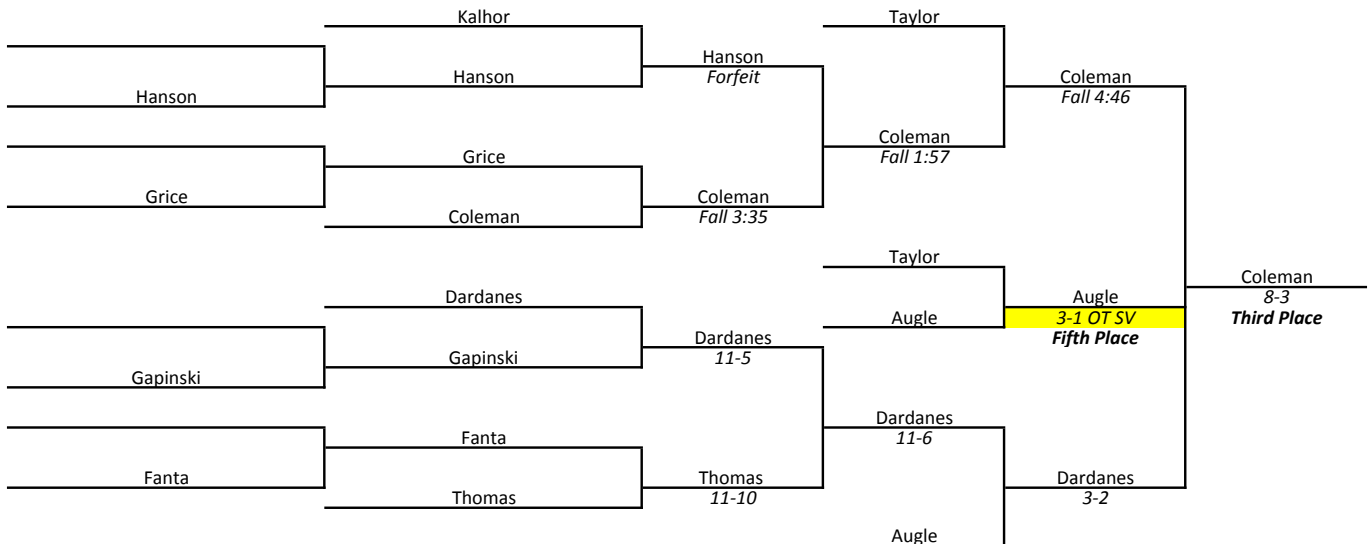 Kalhor
Taylor
Hanson
Forfeit
Hanson
Coleman
Fall 4:46
Hanson
Coleman
Fall 1:57
Grice
Grice
Coleman
Fall 3:35
Coleman
Taylor
Coleman
8-3
Third Place
Dardanes
Augle
3-1 OT SV
Fifth Place
Augle
Dardanes
11-5
Gapinski
Gapinski
Dardanes
11-6
Fanta
Fanta
Thomas
11-10
Dardanes
3-2
Thomas
Augle